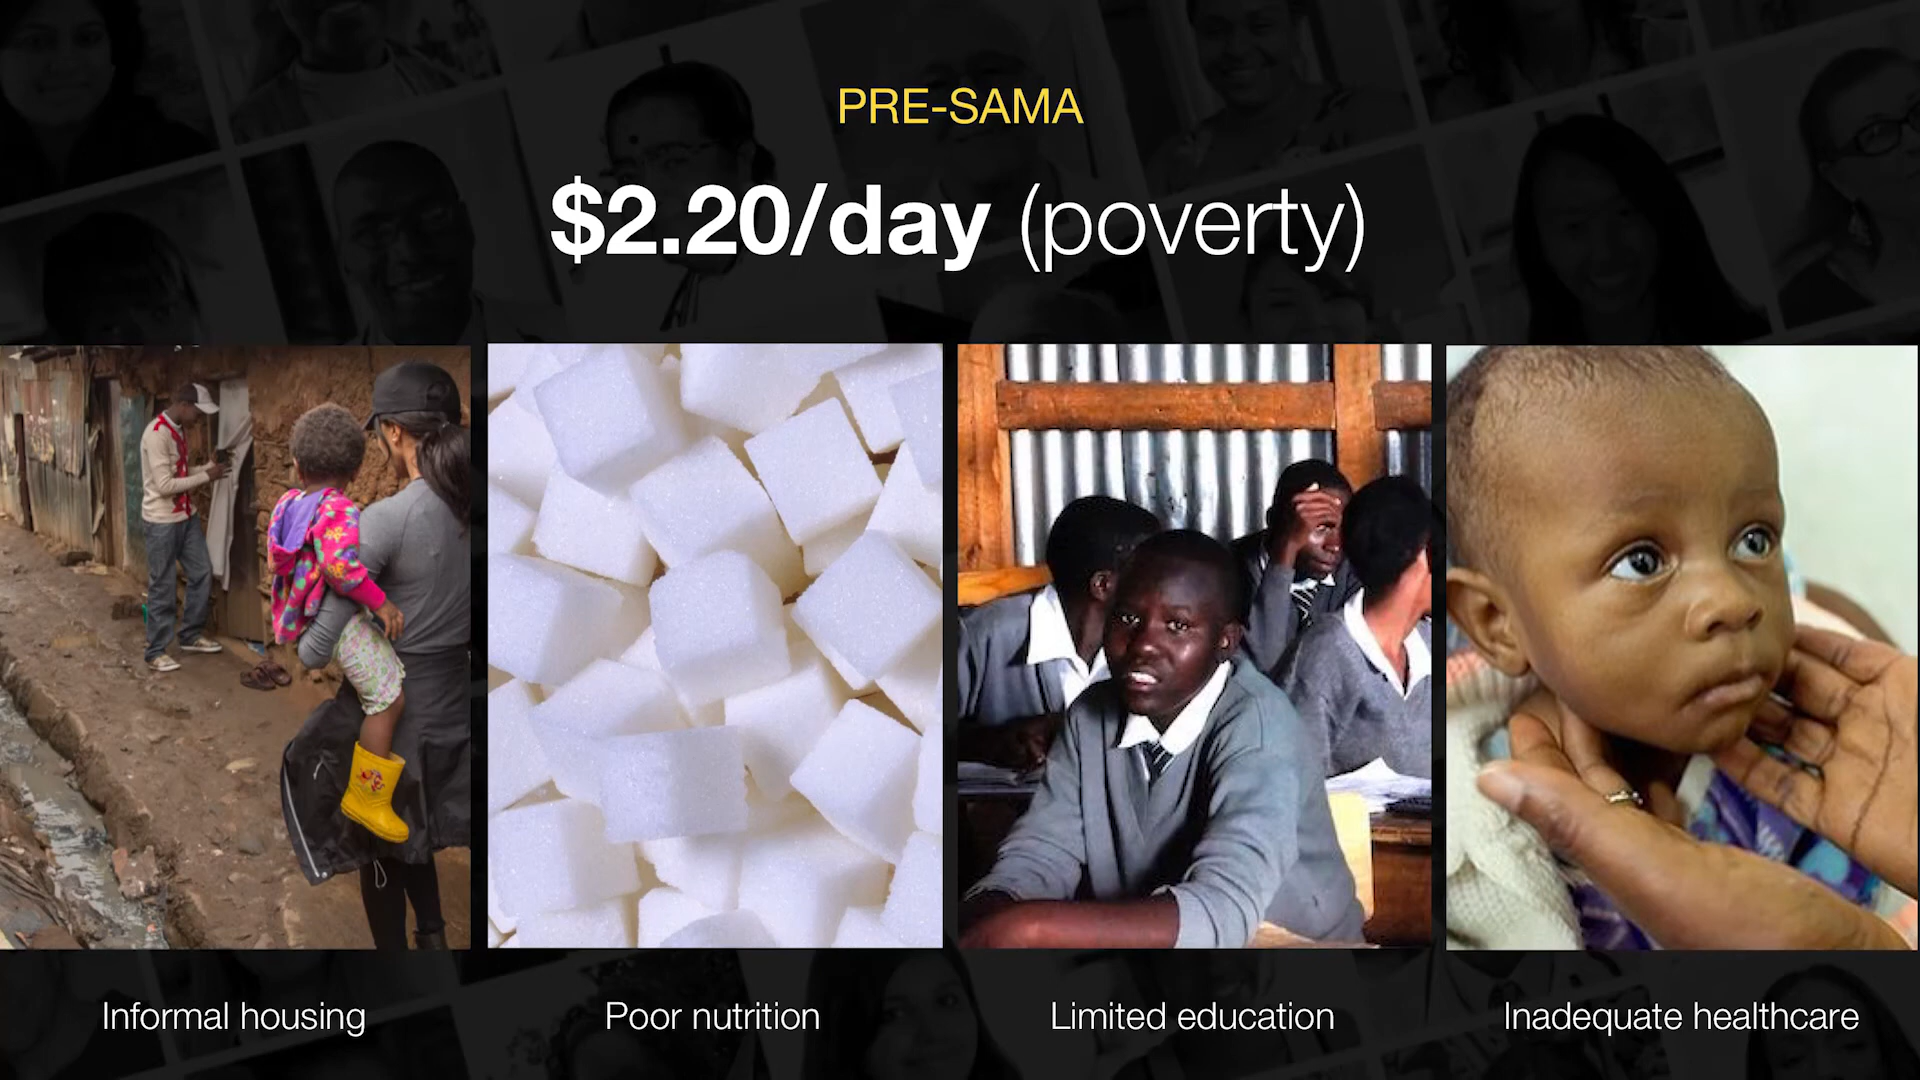 PRE-SAMA
$2.20/day (poverty)
Informal housing
Poor nutrition
Limited education
Inadequate healthcare